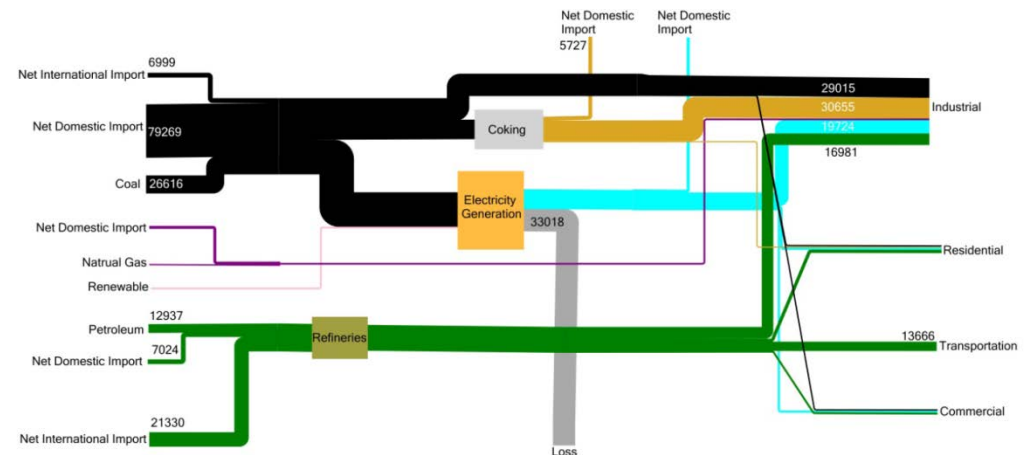 Net Domestic
Import
5727
Net Domestic
Import
6999
Net International Import
29015
30655
Industrial
Net Domestic Import
79269
19724
Coking
16981
Coal
26616
Electricity
Generation
33018
Net Domestic Import
Residential
Natrual Gas
Renewable
12937
Petroleum
Refineries
13666
Transportation
7024
Net Domestic Import
Commercial
21330
Net International Import
Loss